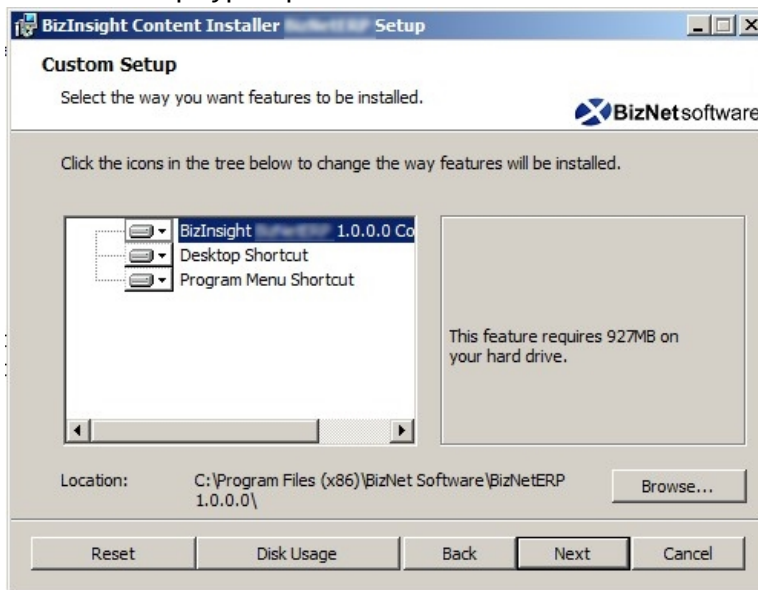 BizInsight Content Installer Setup
Custom Setup
Select the way you want features to be installed.
BizNetsoftware
Click the icons in the tree below to change the way features will be installed.
BizInsight 1.0.0.0 Co
Desktop Shortcut
Program Menu Shortcut
This feature requires 927MB on
your hard drive.
Location: C:\Program Files (x86)\BizNet Software\BizNetERP
1.0.0.0\
Browse...
Reset Disk Usage Back Next Cancel